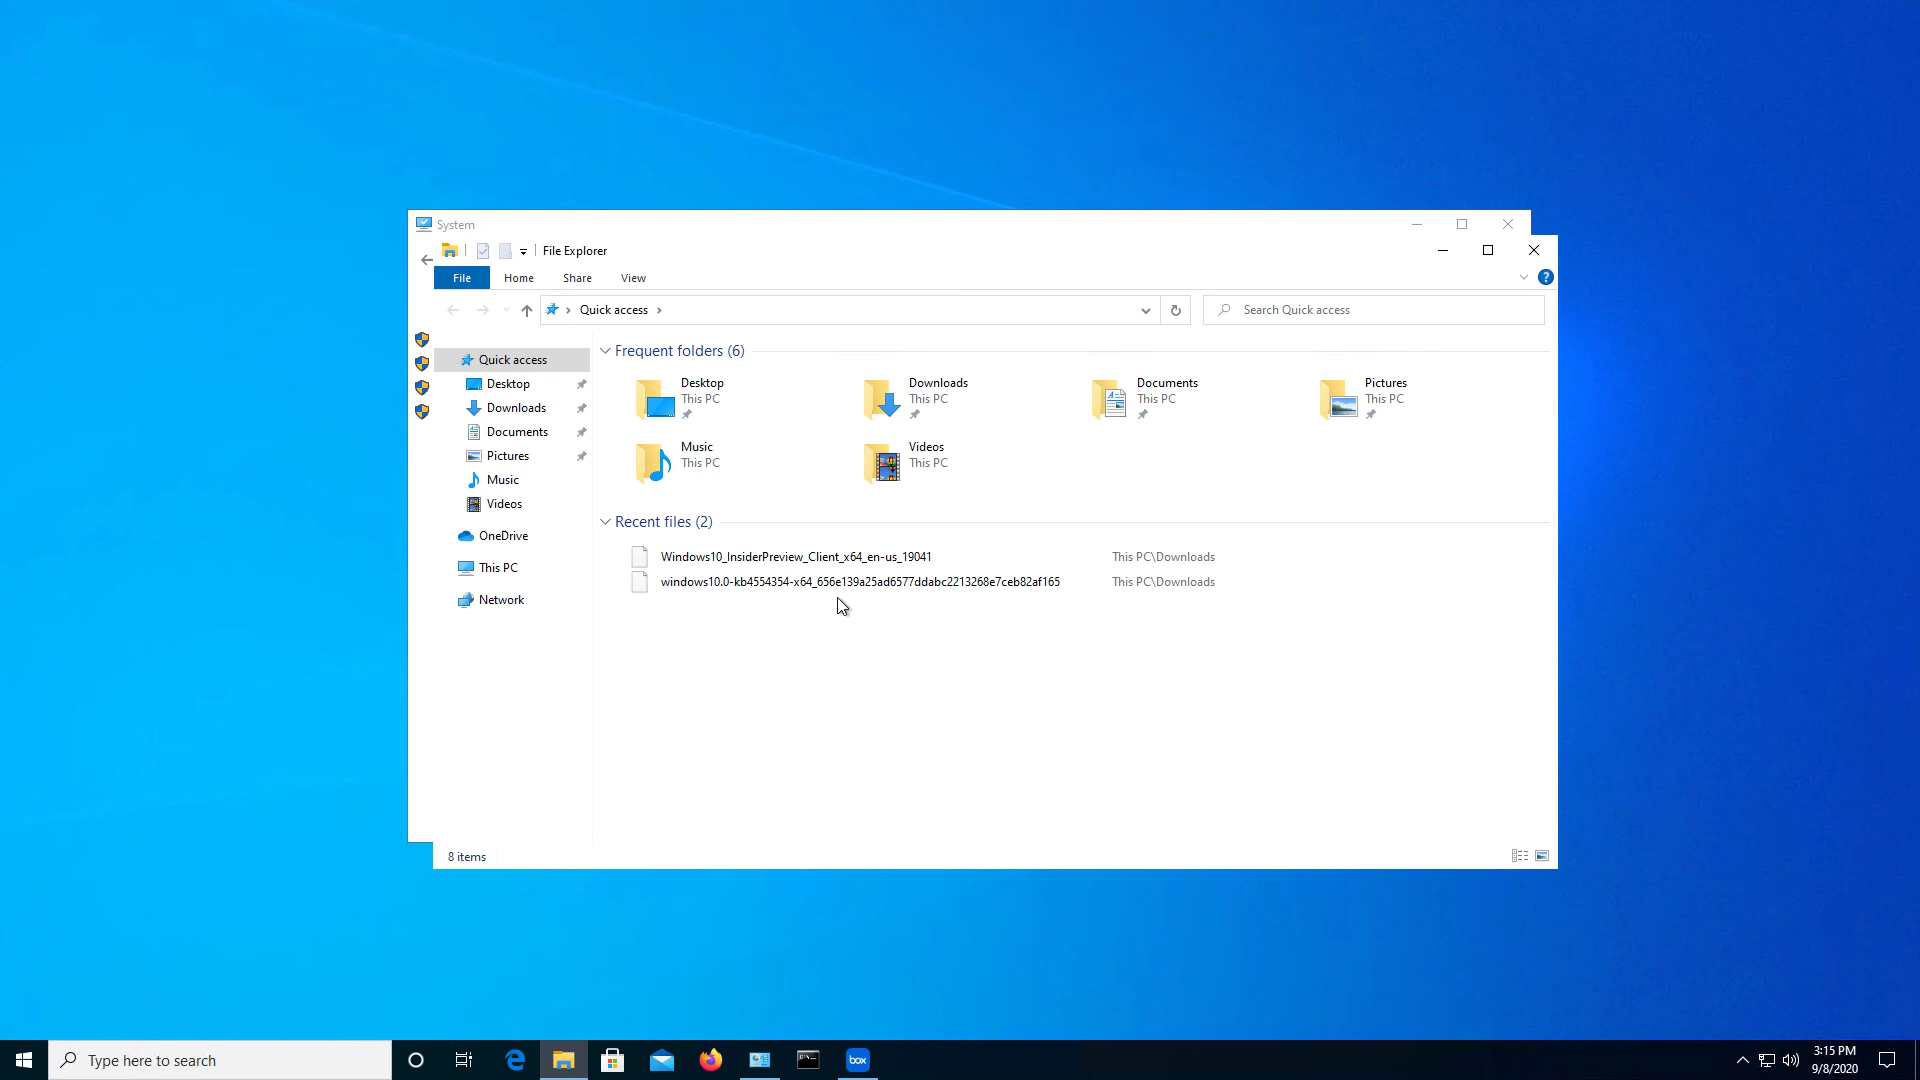 System
File Explorer
File
Home
Share
View
?
Quick access
Search Quick access
Quick access
Desktop
Downloads
Documents
Pictures
Music
Videos
OneDrive
This PC
Network
Frequent folders (6)
Desktop
This PC
Downloads
This PC
Documents
This PC
Pictures
This PC
Music
This PC
Videos
This PC
Recent files (2)
Windows10_InsiderPreview_Client_x64_en-us_19041
This PC\Downloads
windows10.0-kb4554354-x64_656e139a25ad6577ddabc2213268e7ceb82af165
This PC\Downloads
8 items
Type here to search
box
3:15 PM
9/8/2020